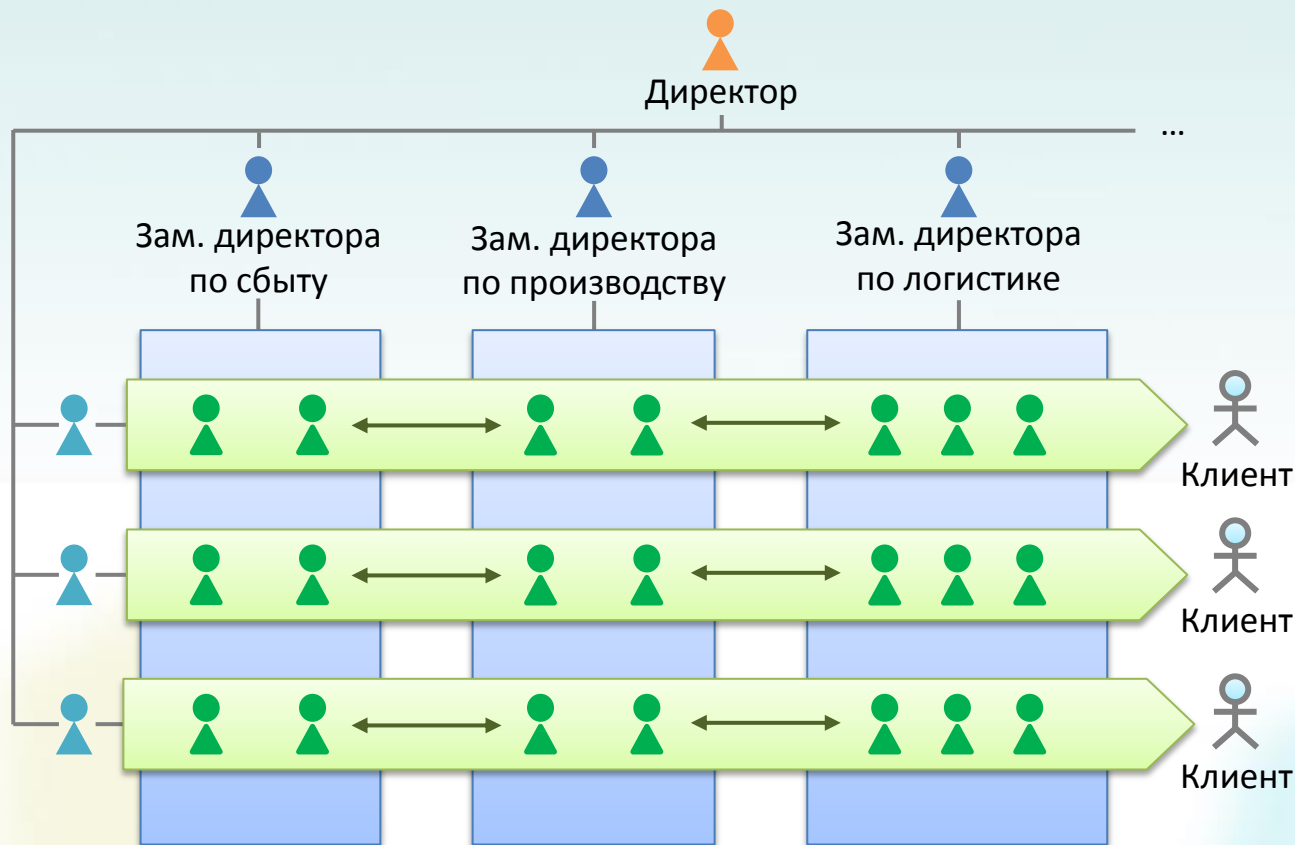 Директор
...
Зам. директора
по сбыту
Зам. директора
по производству
Зам. директора
по логистике
Клиент
Клиент
Клиент